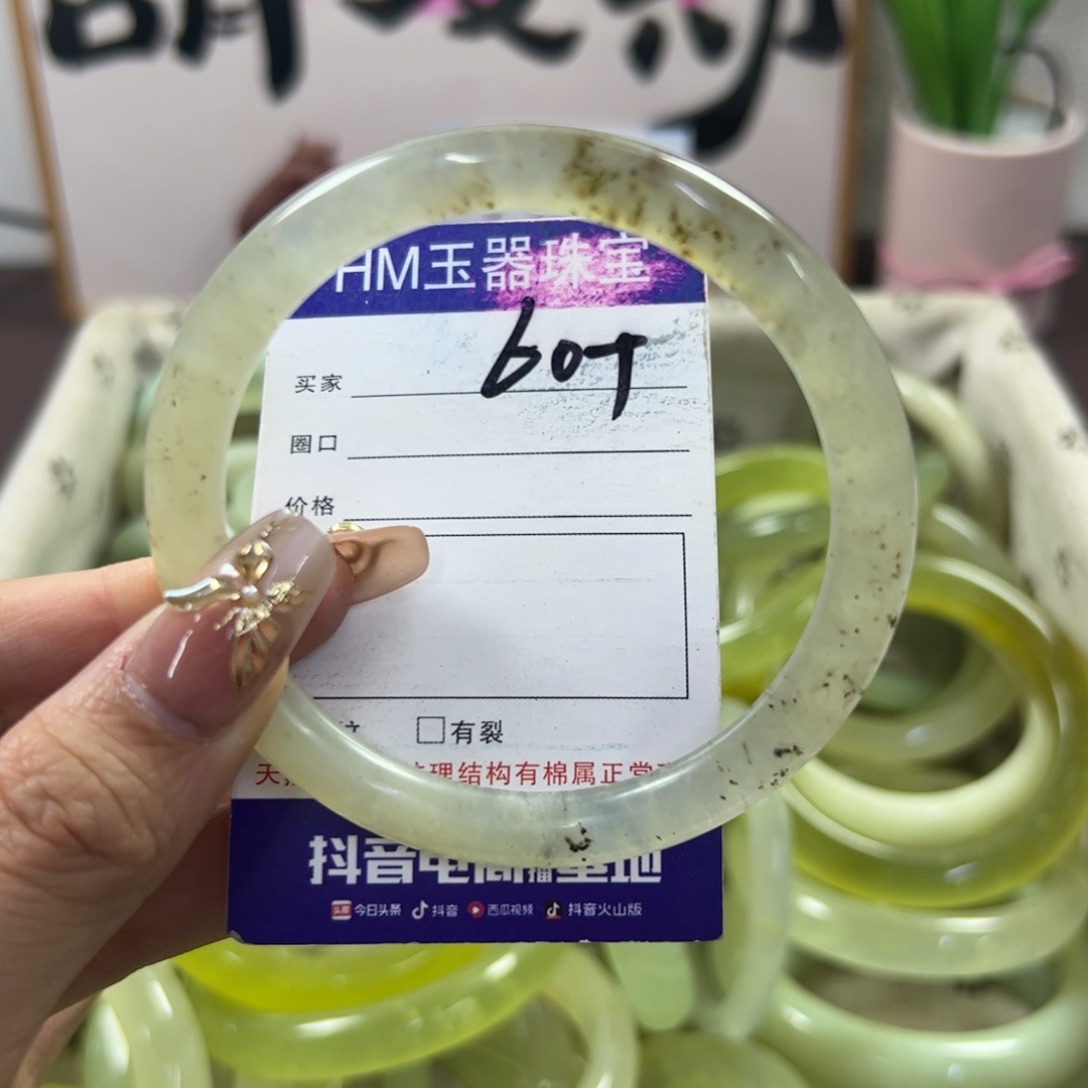 HM玉器珠宝
60+
买家
圈口
价格
有裂
天 理结构有棉属正常
抖音电商直播基地
今日头条 抖音 西瓜视频 抖音火山版